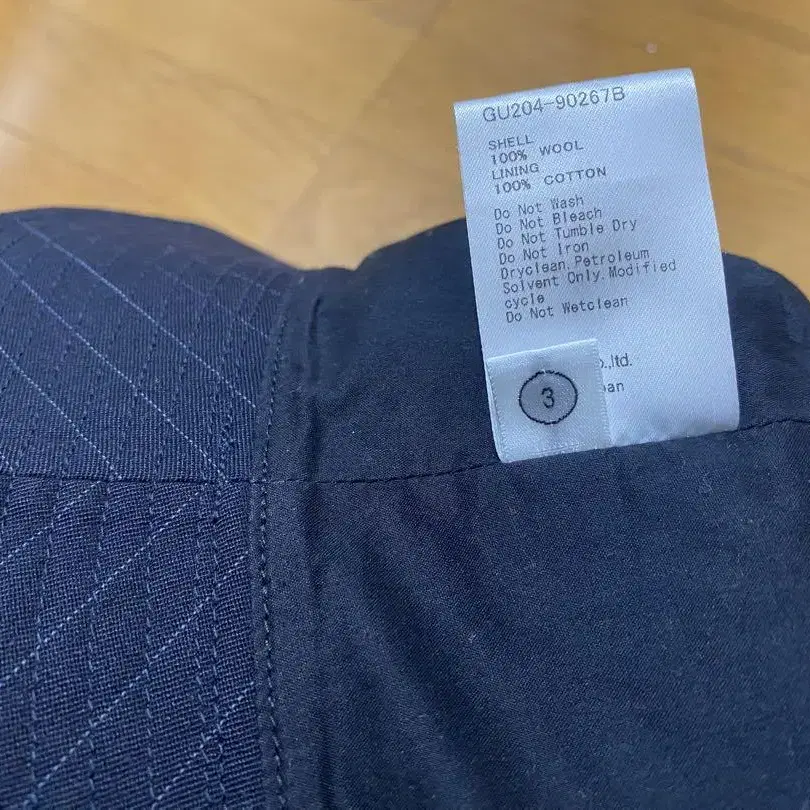 GU204-90267B
SHELL
100% WOOL
LINING
100% COTTON
Do Not Wash
Do Not Bleach
Do Not Tumble Dry
Do Not Iron
Dryclean.Petroleum
Solvent Only.Modified
cycle
Do Not Wetclean
.,ltd.
3